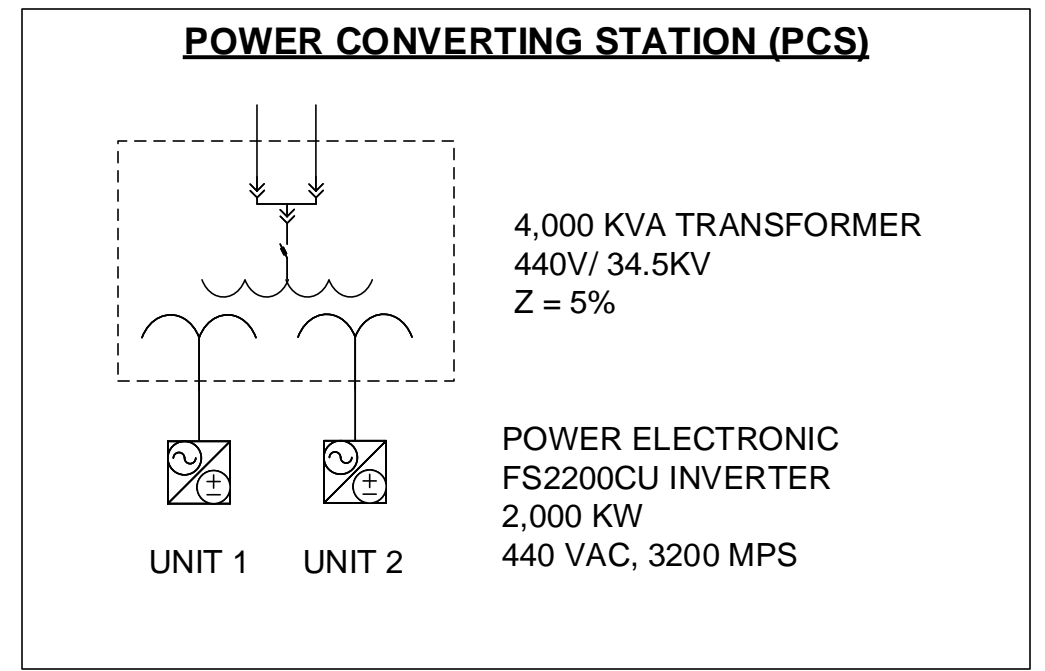 POWER CONVERTING STATION (PCS)
4,000 KVA TRANSFORMER
440V/ 34.5KV
Z = 5%
POWER ELECTRONIC
FS2200CU INVERTER
2,000 KW
440 VAC, 3200 MPS
UNIT 1
UNIT 2